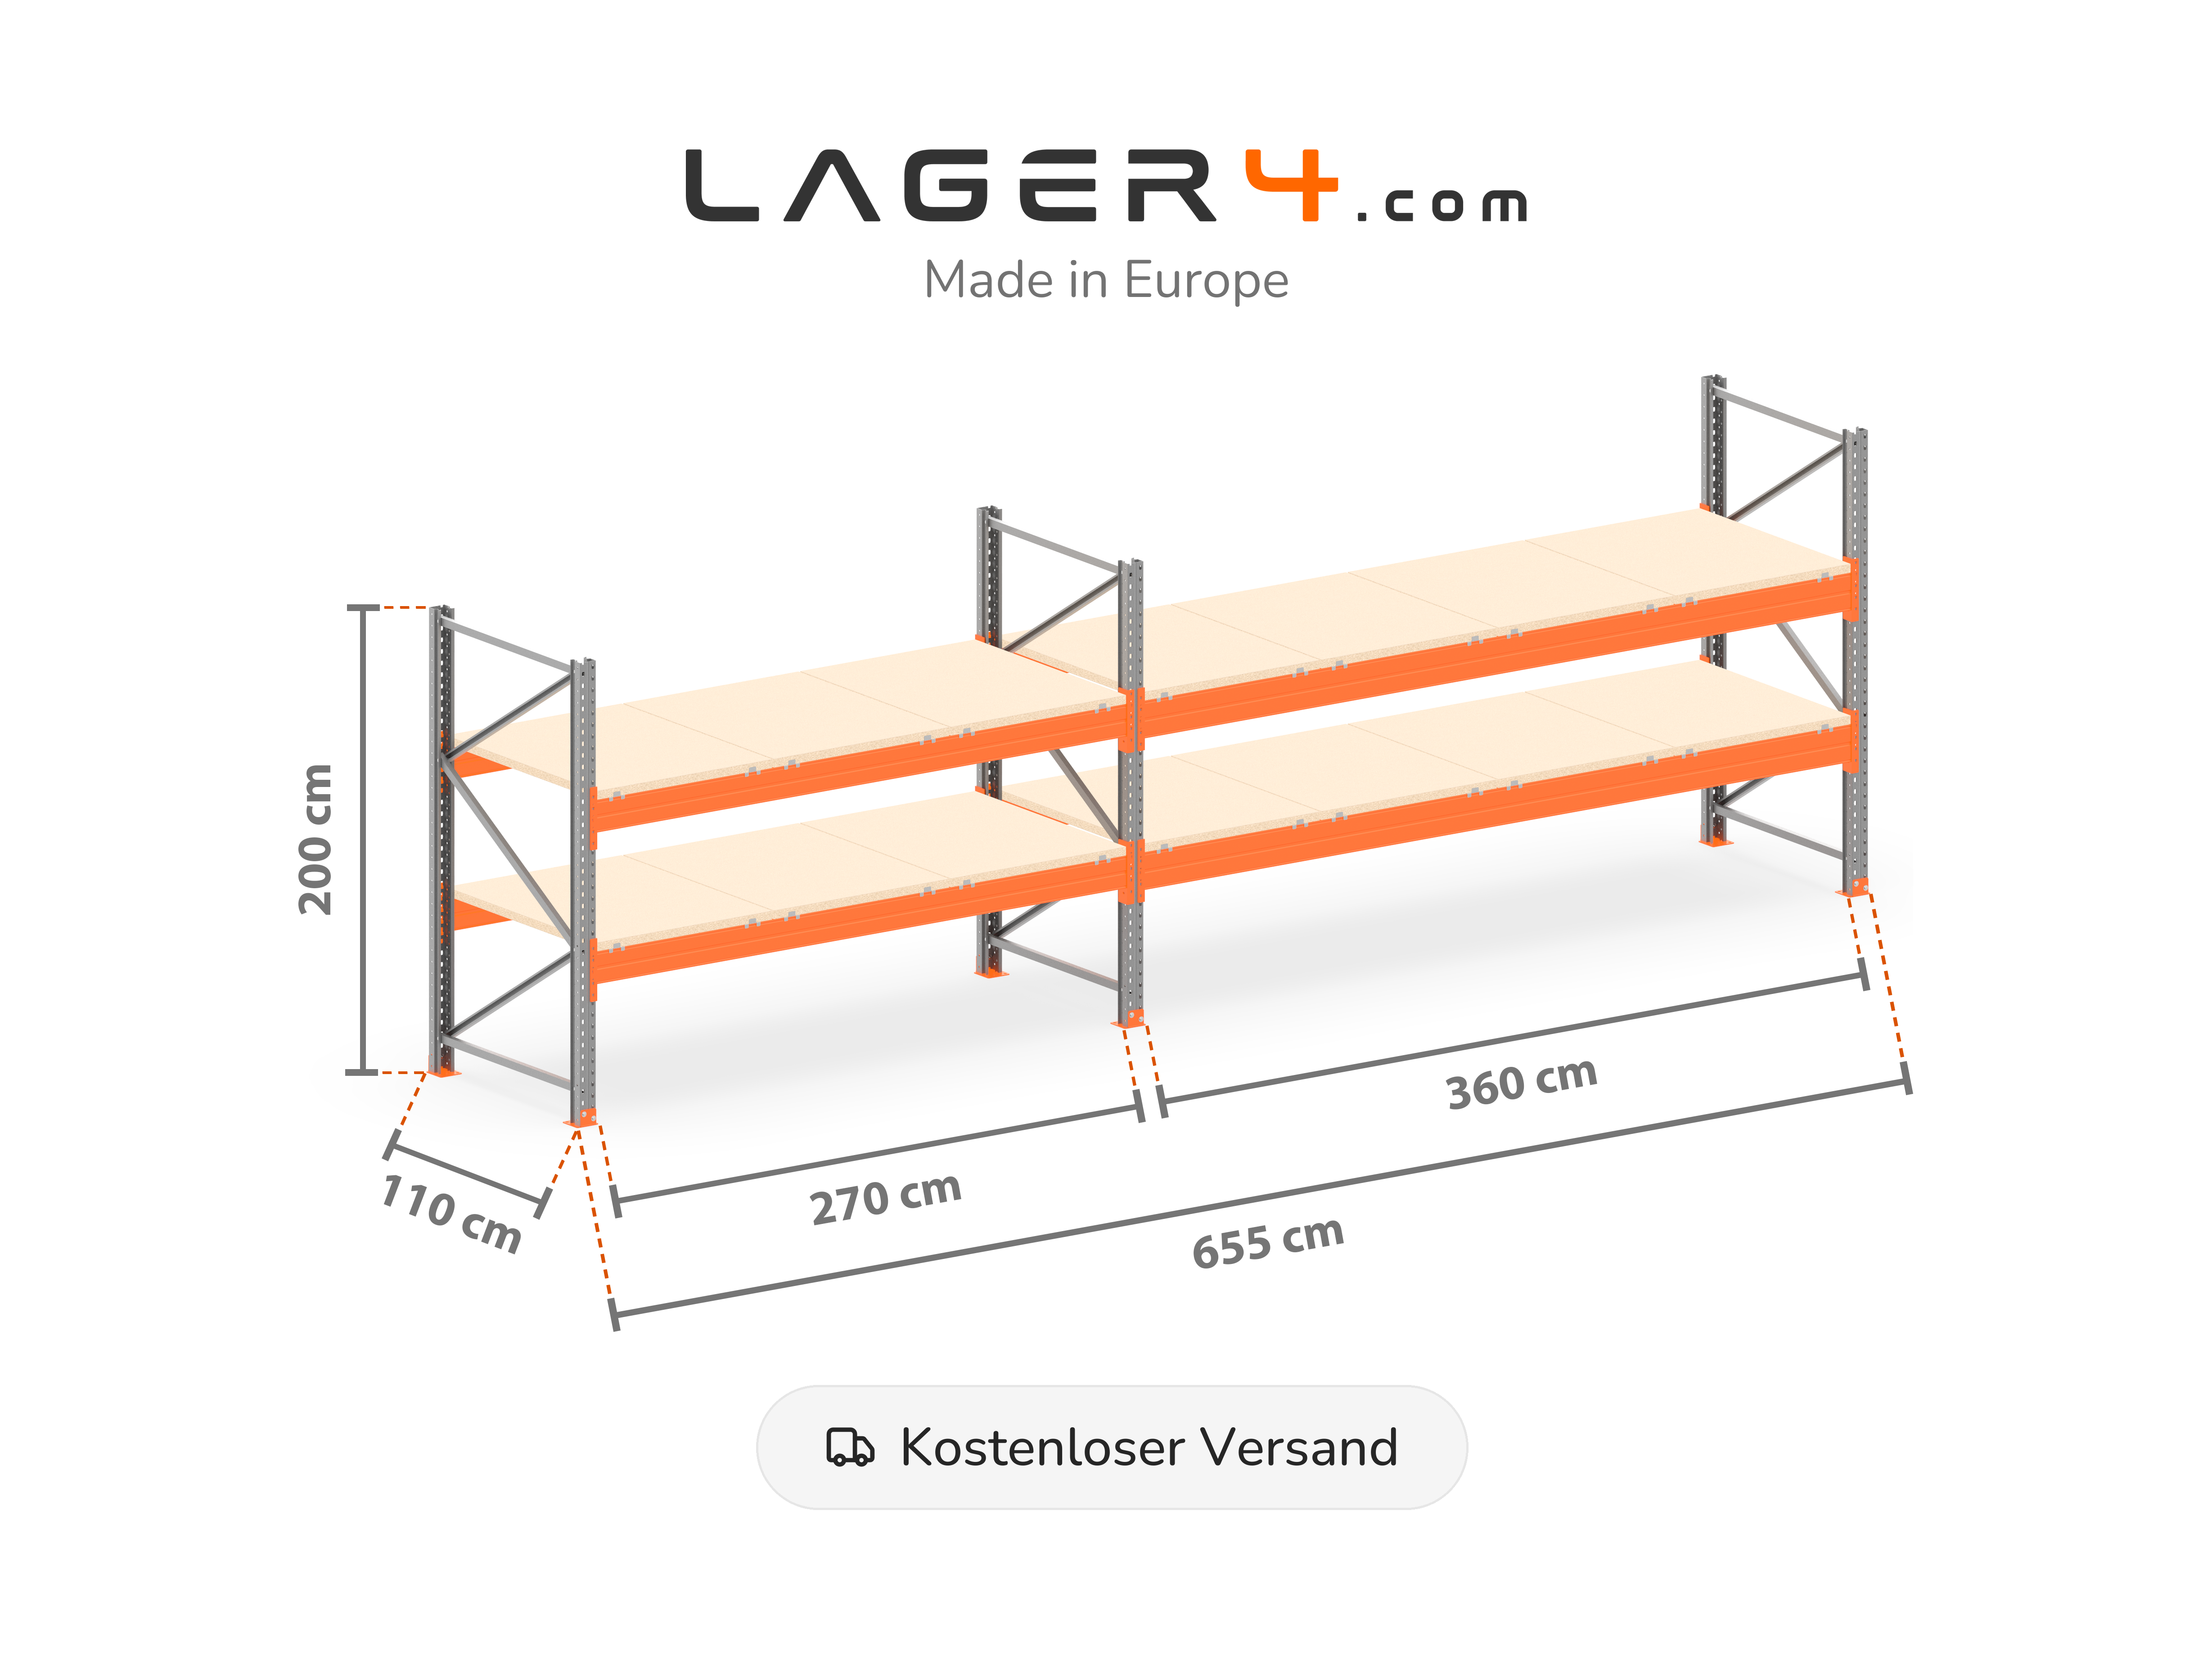 LAGER4.com
Made in Europe
200 cm
110 cm
270 cm
360 cm
655 cm
Kostenloser Versand